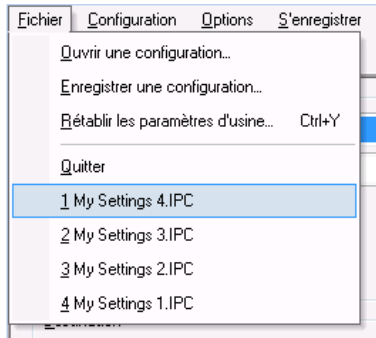 Fichier Configuration Options S'enregistrer
Ouvrir une configuration...
Enregistrer une configuration...
Rétablir les paramètres d'usine... Ctrl+Y
Quitter
1 My Settings 4.IPC
2 My Settings 3.IPC
3 My Settings 2.IPC
4 My Settings 1.IPC